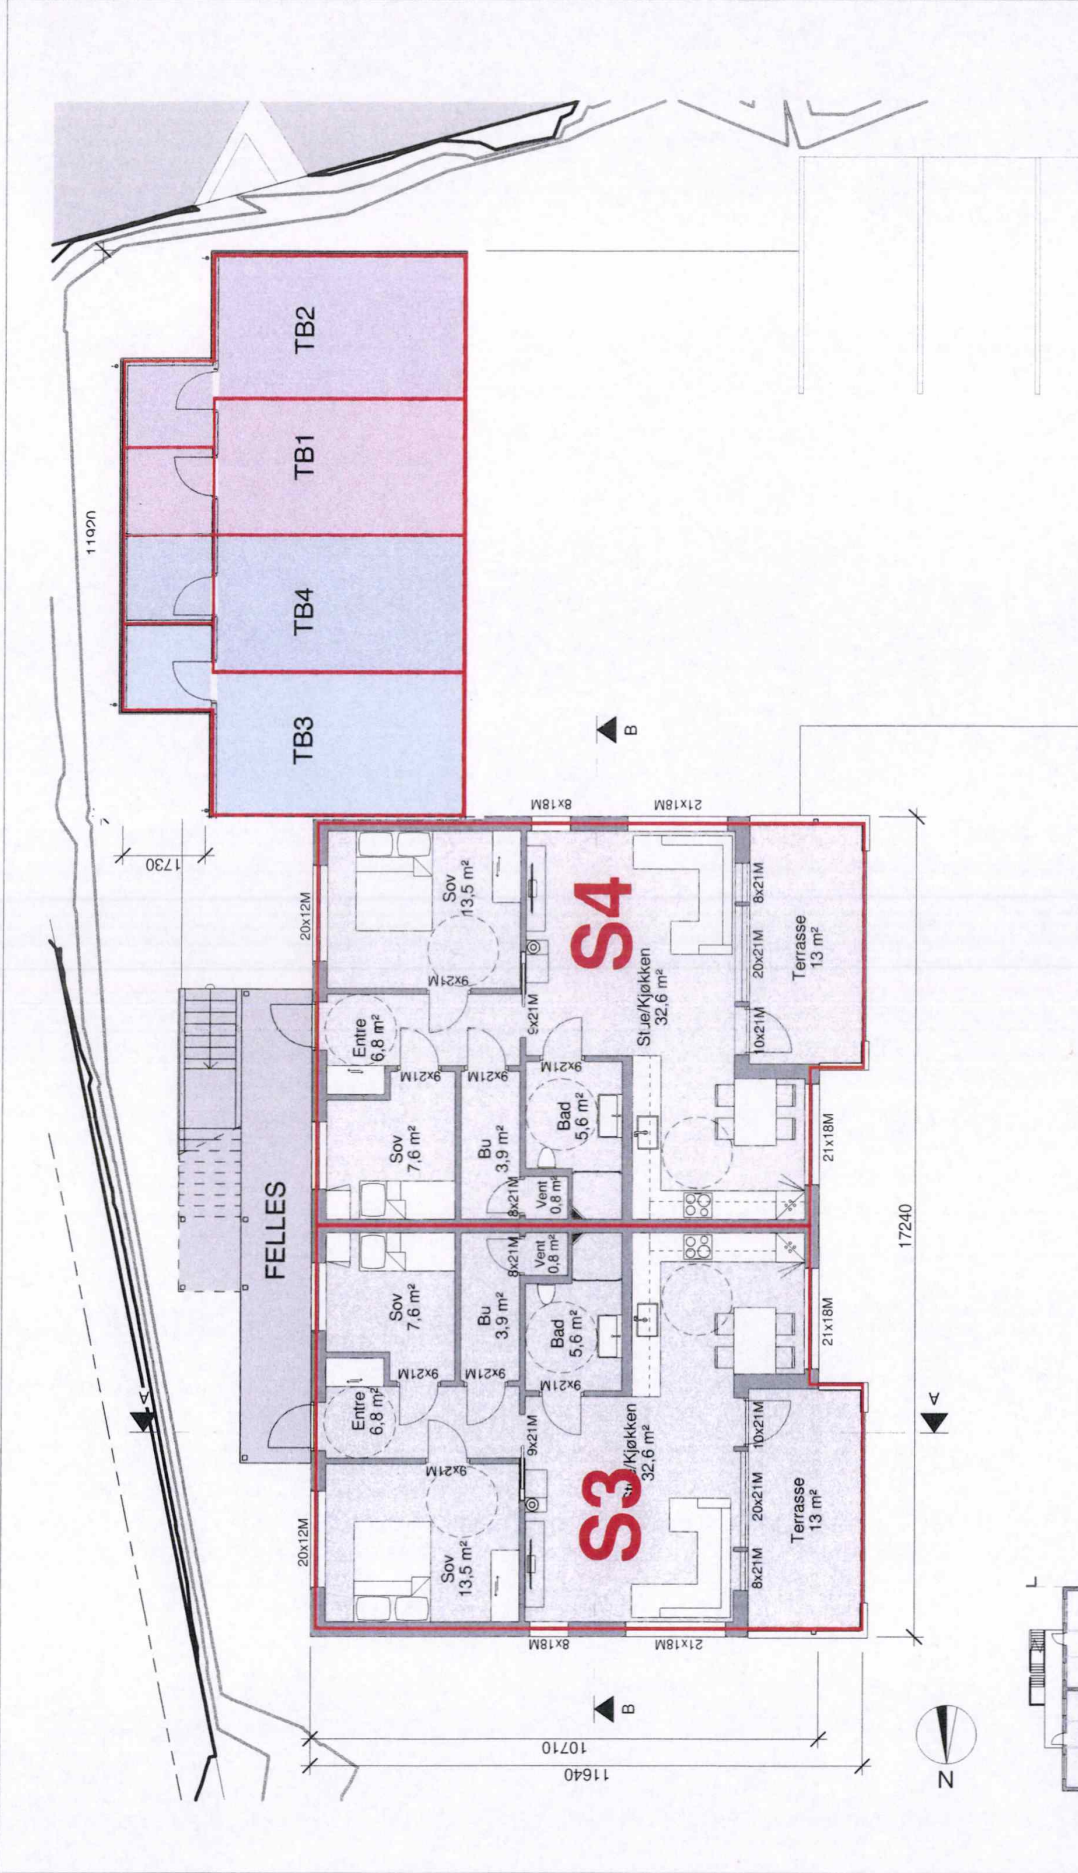 11920
TB2
TB1
TB4
TB3
1730
B
8x18M
21x18M
20x12M
Sov
13,5 m²
9x21M
S4
St.ue/Kjøkken
32,6 m²
8x21M
20x21M
10x21M
Terrasse
13 m²
Entre
6,8 m²
9x21M
9x21M
9x21M
9x21M
Sov
7,6 m²
Bu
3,9 m²
Bad
5,6 m²
8x21M
Vent
0,8 m²
21x18M
17240
FELLES
8x21M
Vent
0,8 m²
Sov
7,6 m²
Bu
3,9 m²
Bad
5,6 m²
21x18M
A
A
Entre
6,8 m²
9x21M
9x21M
9x21M
9x21M
9x21M
20x12M
Sov
13,5 m²
S3
/Kjøkken
32,6 m²
10x21M
20x21M
8x21M
Terrasse
13 m²
8x18M
21x18M
B
10710
11640
N